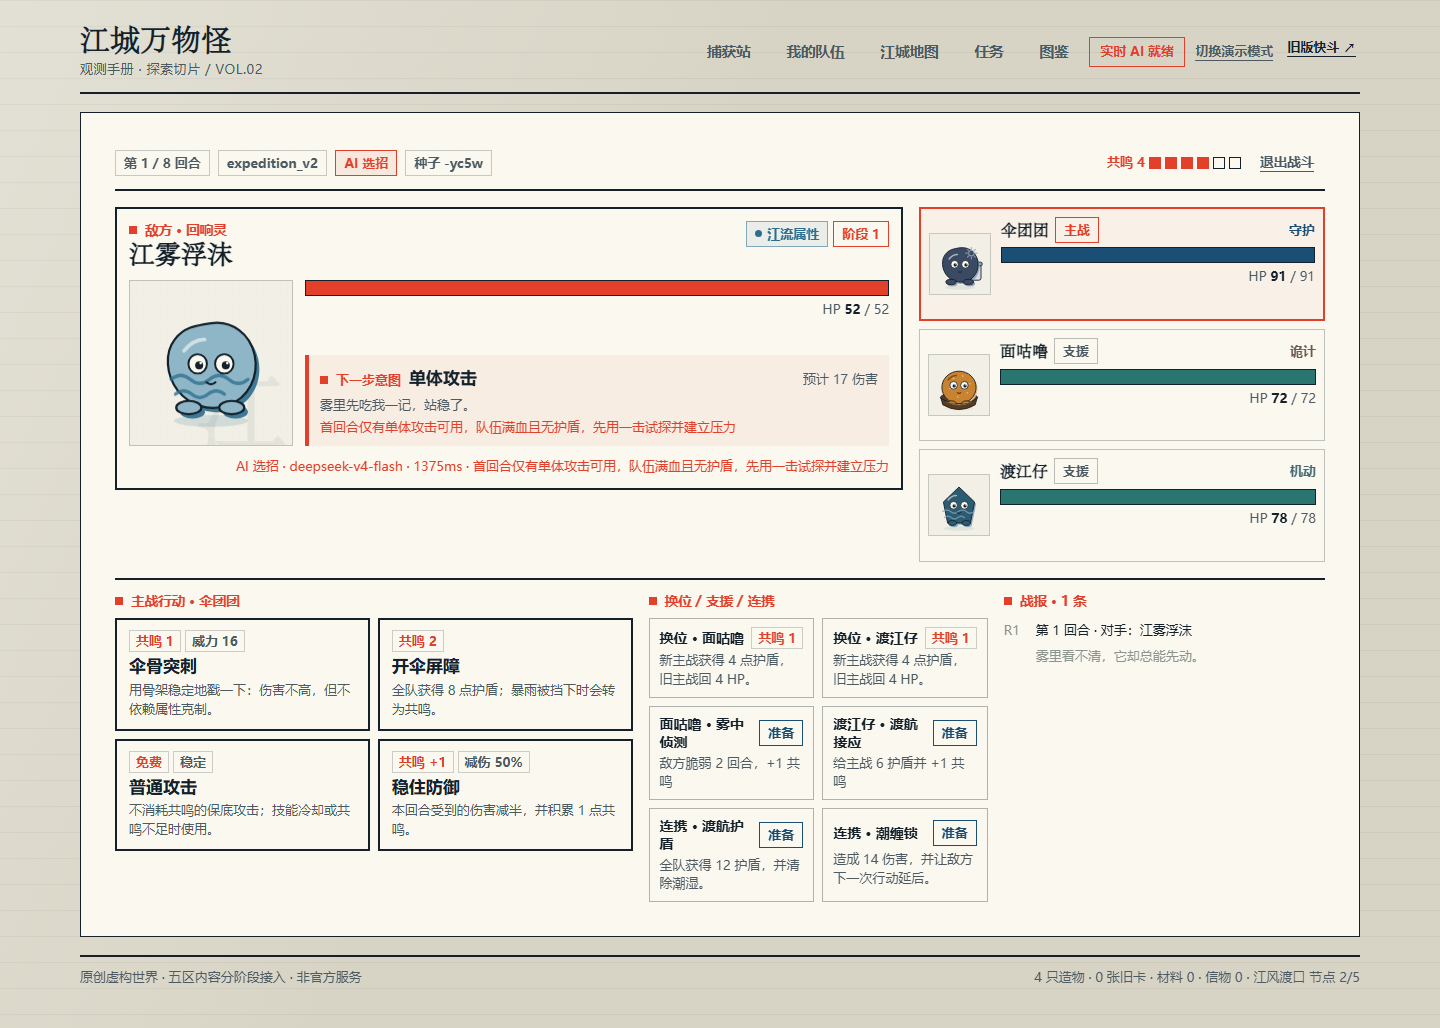 江城万物怪
观测手册 · 探索切片 / VOL.02
捕获站
我的队伍
江城地图
任务
图鉴
实时 AI 就绪
切换演示模式
旧版快斗 ↗
第 1 / 8 回合
expedition_v2
AI 选招
种子 -yc5w
共鸣 4
退出战斗
敌方 • 回响灵
江雾浮沫
江流属性
阶段 1
HP 52 / 52
下一步意图 单体攻击
预计 17 伤害
雾里先吃我一记，站稳了。
首回合仅有单体攻击可用，队伍满血且无护盾，先用一击试探并建立压力
AI 选招 · deepseek-v4-flash · 1375ms · 首回合仅有单体攻击可用，队伍满血且无护盾，先用一击试探并建立压力
伞团团 主战
守护
HP 91 / 91
面咕噜 支援
诡计
HP 72 / 72
渡江仔 支援
机动
HP 78 / 78
主战行动 • 伞团团
共鸣 1 威力 16
伞骨突刺
用骨架稳定地戳一下：伤害不高，但不
依赖属性克制。
共鸣 2
开伞屏障
全队获得 8 点护盾；暴雨被挡下时会转
为共鸣。
免费 稳定
普通攻击
不消耗共鸣的保底攻击；技能冷却或共
鸣不足时使用。
共鸣 +1 减伤 50%
稳住防御
本回合受到的伤害减半，并积累 1 点共
鸣。
换位 / 支援 / 连携
换位 • 面咕噜 共鸣 1
新主战获得 4 点护盾，
旧主战回 4 HP。
换位 • 渡江仔 共鸣 1
新主战获得 4 点护盾，
旧主战回 4 HP。
面咕噜 • 雾中
侦测
准备
敌方脆弱 2 回合，+1 共
鸣
渡江仔 • 渡航
接应
准备
给主战 6 护盾并 +1 共
鸣
连携 • 渡航护
盾
准备
全队获得 12 护盾，并清
除潮湿。
连携 • 潮缠锁
准备
造成 14 伤害，并让敌方
下一次行动延后。
战报 • 1 条
R1 第 1 回合 · 对手：江雾浮沫
雾里看不清，它却总能先动。
原创虚构世界 · 五区内容分阶段接入 · 非官方服务
4 只造物 · 0 张旧卡 · 材料 0 · 信物 0 · 江风渡口 节点 2/5